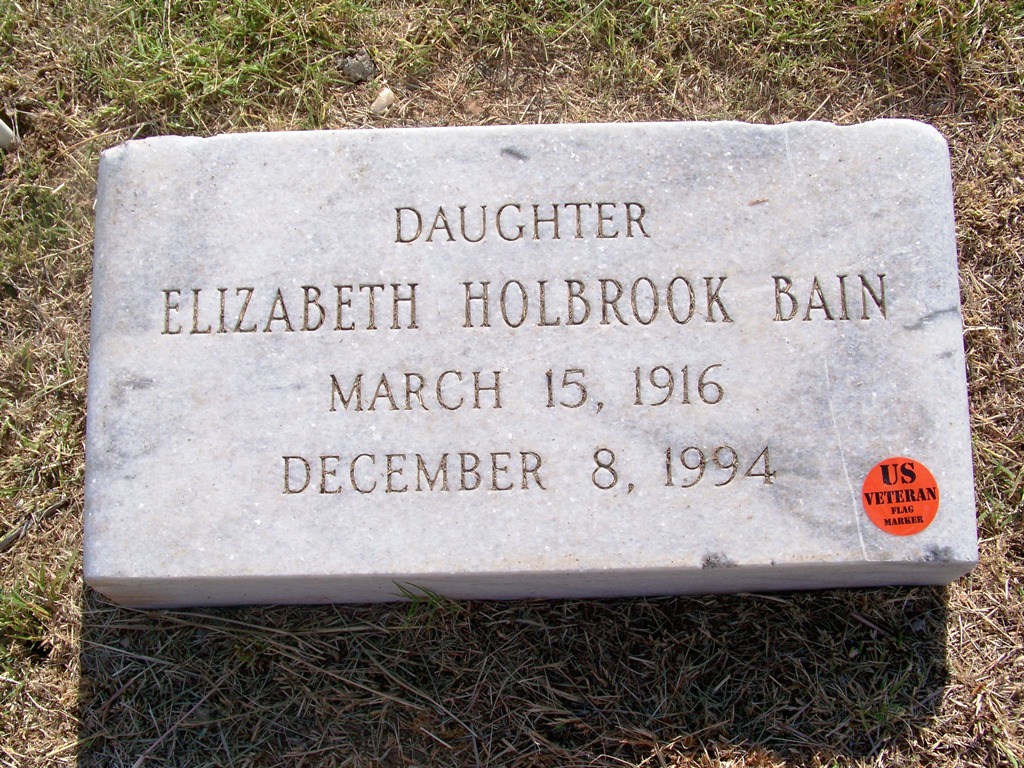 DAUGHTER
ELIZABETH HOLBROOK BAIN
MARCH 15, 1916
DECEMBER 8, 1994
US
VETERAN
FLAG
MARKER